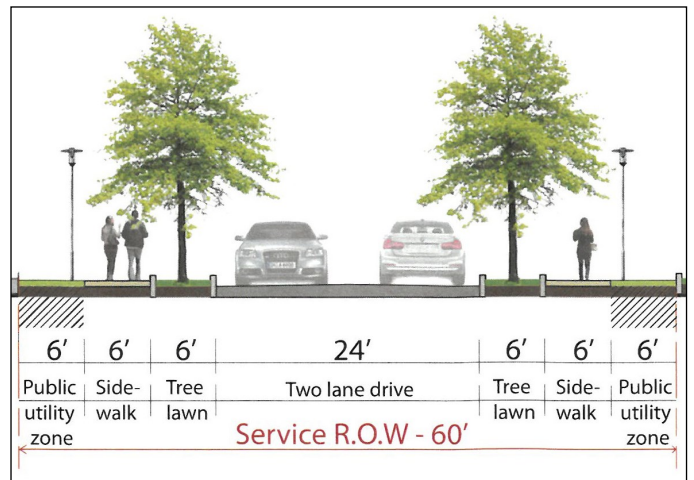 6′ 6′ 6′ 24′ 6′ 6′ 6′
Public utility zone
Side-walk
Tree lawn
Two lane drive
Tree lawn
Side-walk
Public utility zone
Service R.O.W - 60′